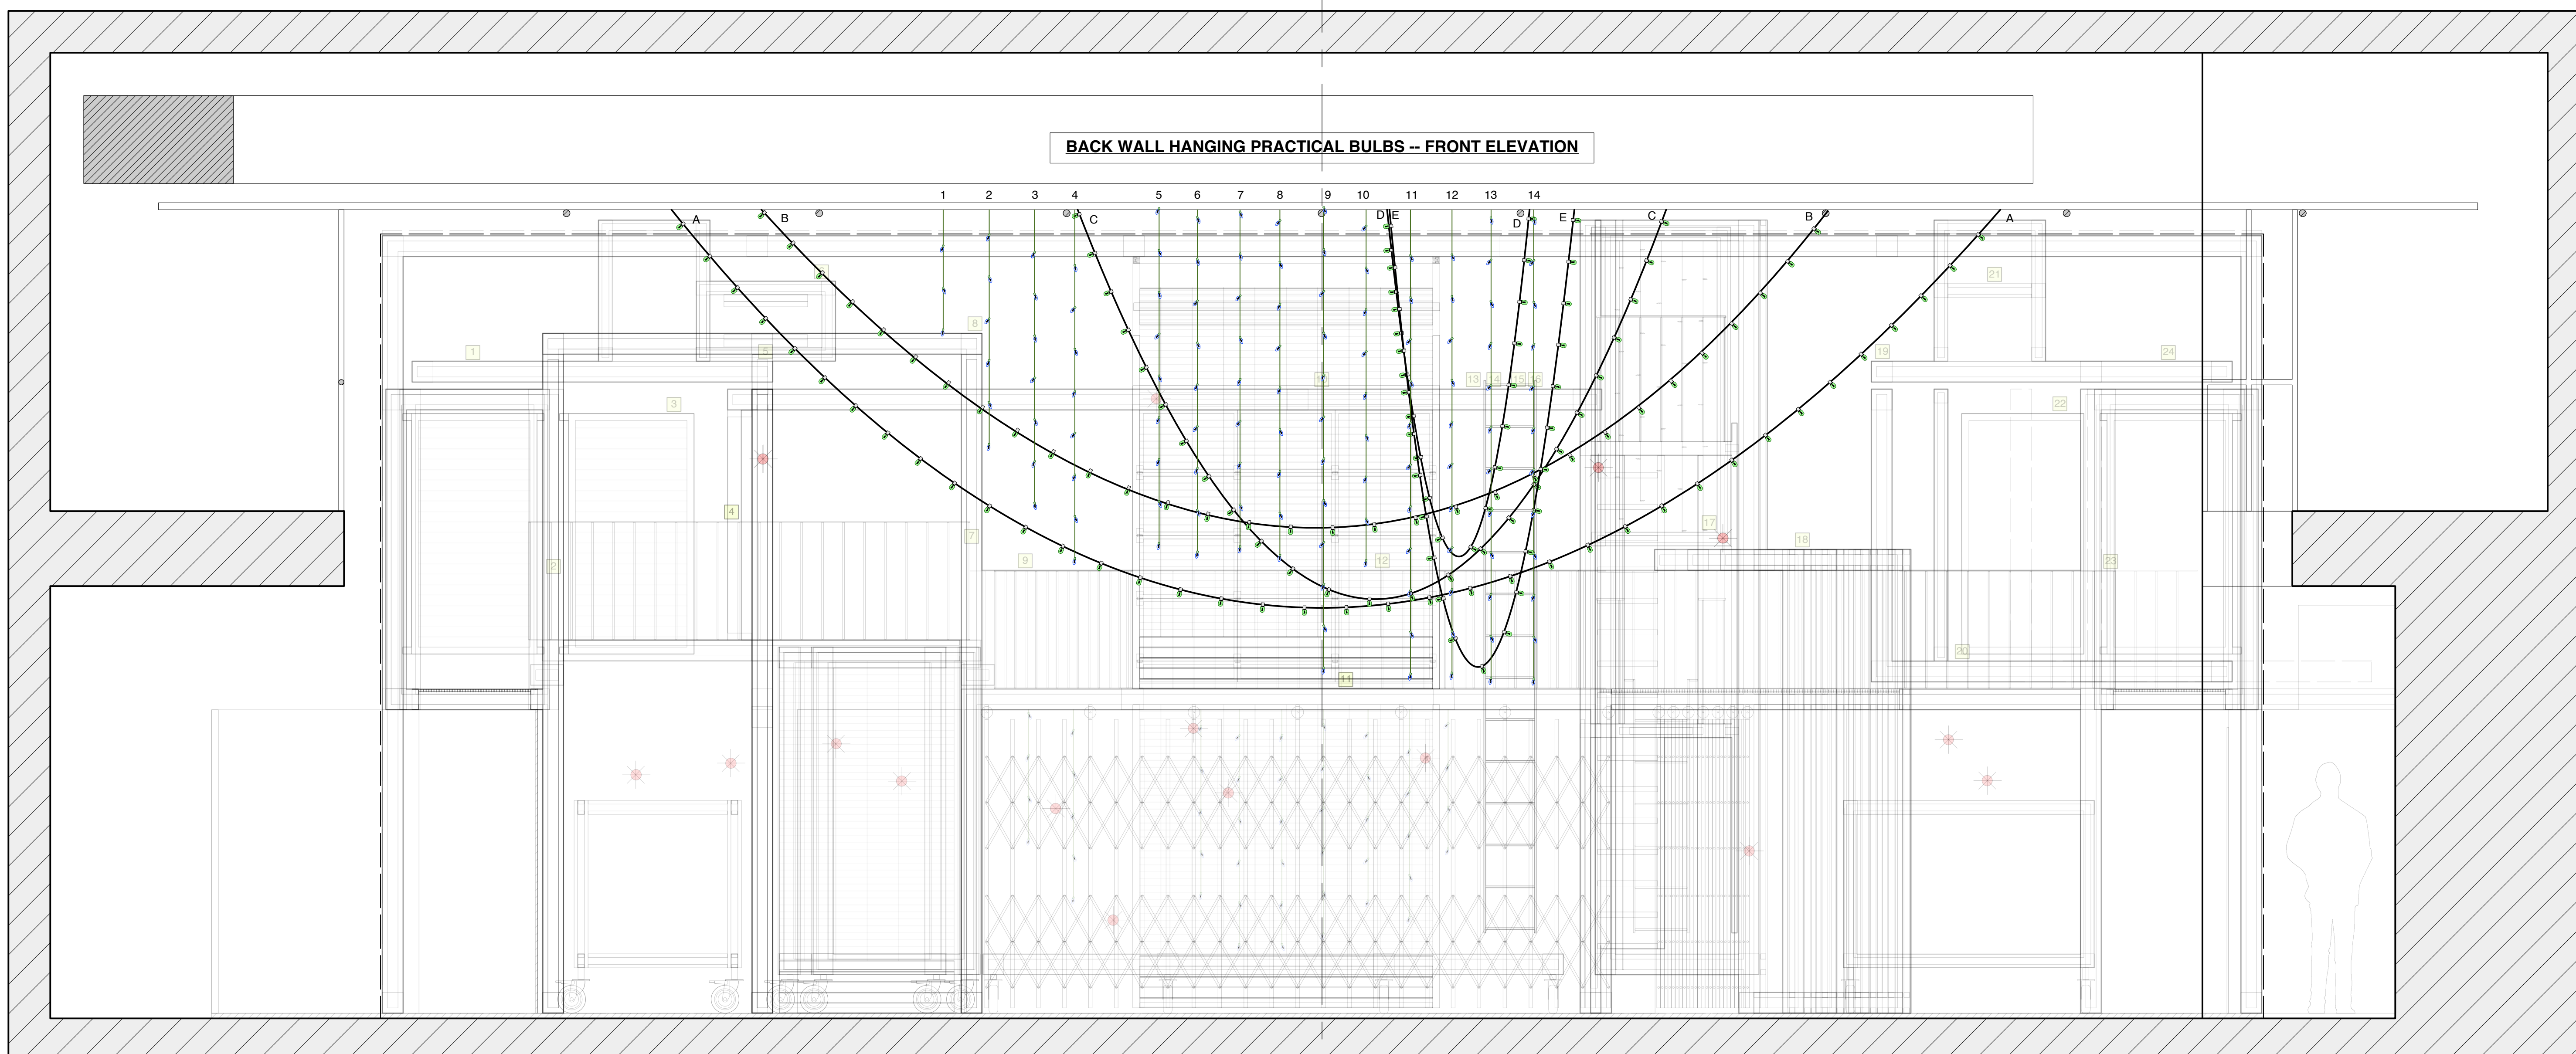 BACK WALL HANGING PRACTICAL BULBS -- FRONT ELEVATION
1 2 3 4 5 6 7 8 9 10 11 12 13 14
A B C D E D E C B A
21
8
1 5 19 24
13 14 15 16
3 22
4 17
7 18
2 9 12 23
20
11